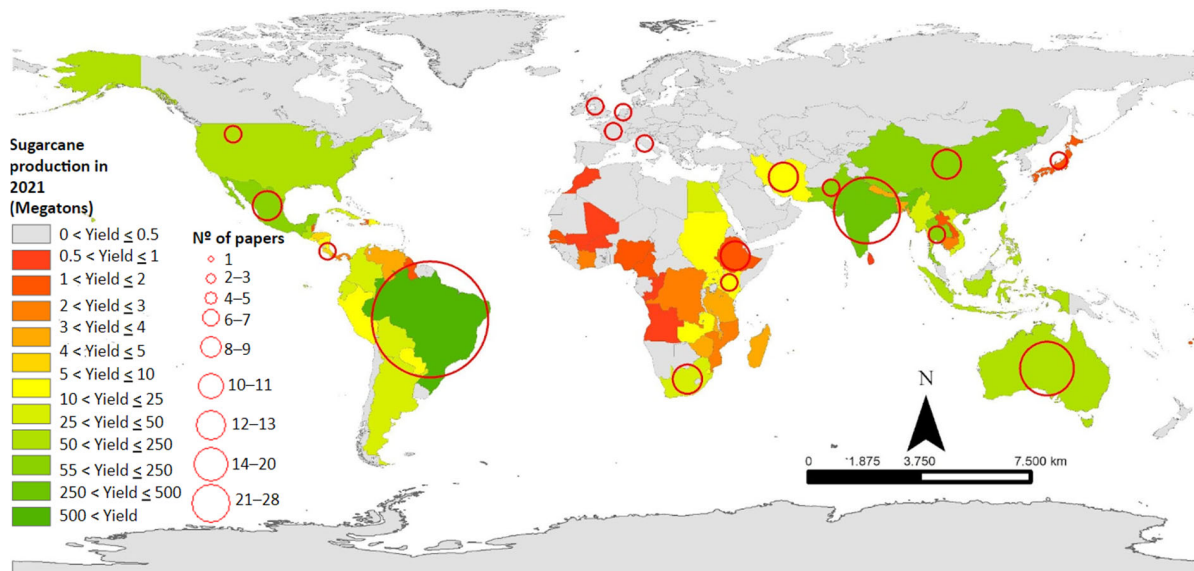 Sugarcane
production in
2021
(Megatons)
0 < Yield ≤ 0.5
0.5 < Yield ≤ 1
1 < Yield ≤ 2
2 < Yield ≤ 3
3 < Yield ≤ 4
4 < Yield ≤ 5
5 < Yield ≤ 10
10 < Yield ≤ 25
25 < Yield ≤ 50
50 < Yield ≤ 250
55 < Yield ≤ 250
250 < Yield ≤ 500
500 < Yield
Nº of papers
1
2–3
4–5
6–7
8–9
10–11
12–13
14–20
21–28
N
0 1.875 3.750 7.500 km